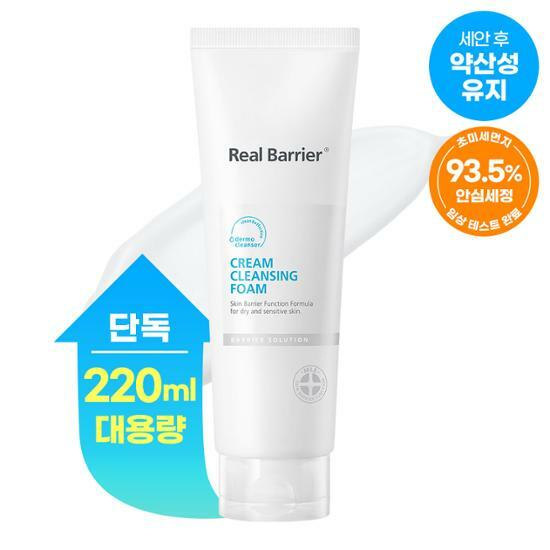 세안 후
약산성
유지
초미세먼지
93.5%
안심세정
임상 테스트 완료
Real Barrier®
dermo
cleanser
CREAM
CLEANSING
FOAM
Skin Barrier Function Formula
for dry and sensitive skin.
BARRIER SOLUTION
단독
220ml
대용량